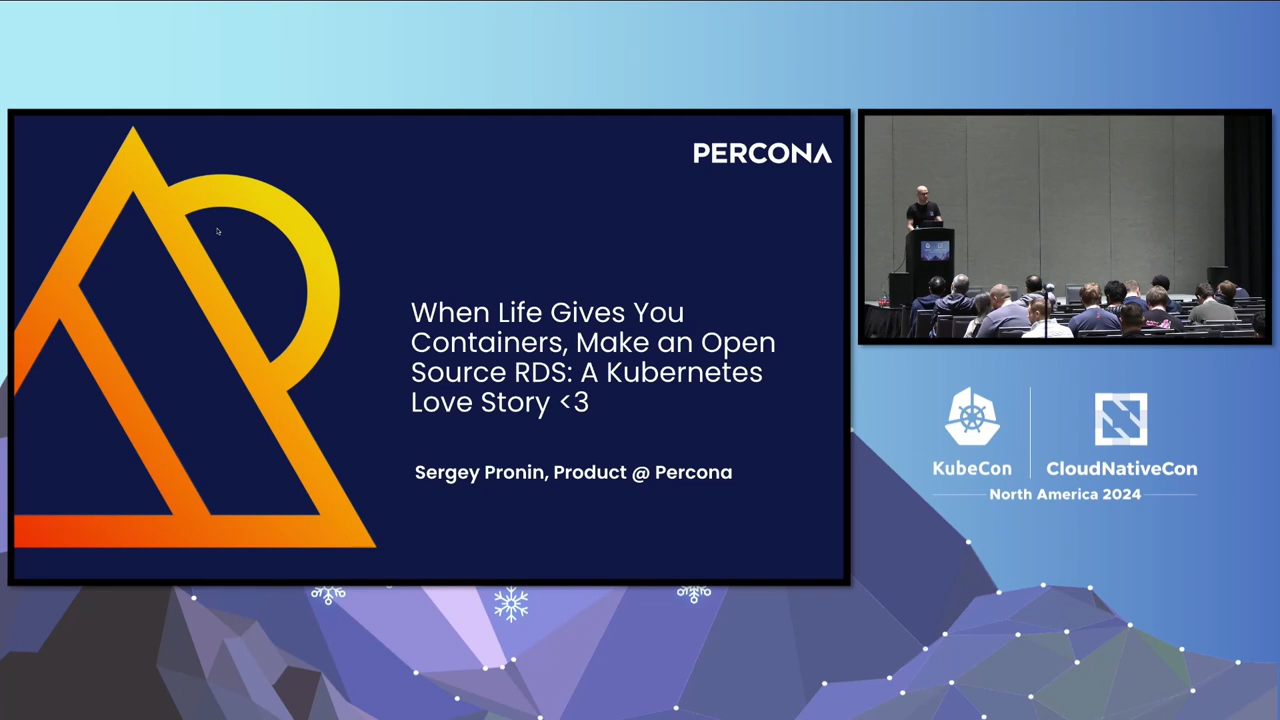 PERCONA
When Life Gives You
Containers, Make an Open
Source RDS: A Kubernetes
Love Story <3
Sergey Pronin, Product @ Percona
KubeCon
CloudNativeCon
North America 2024